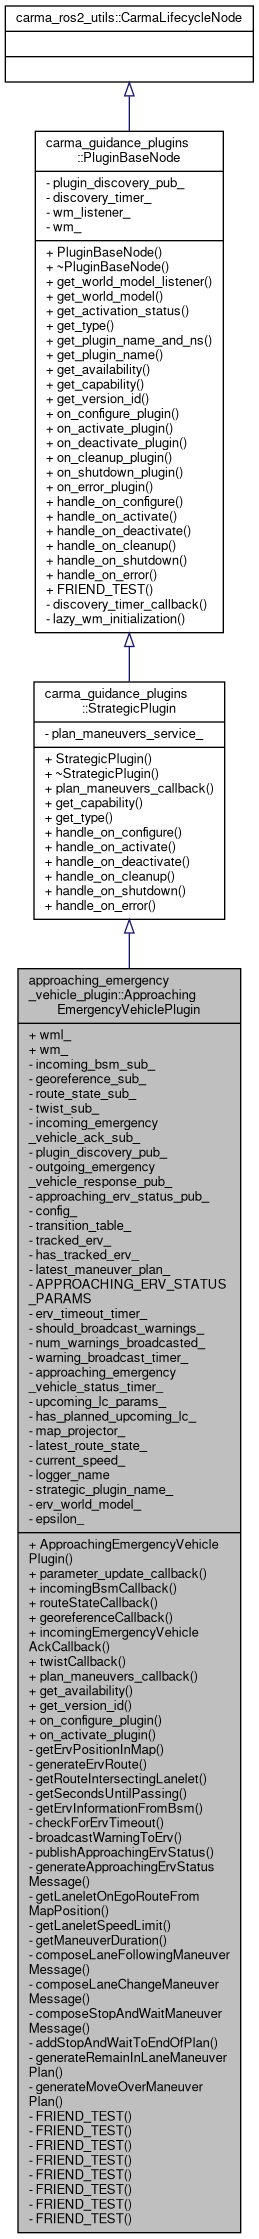 carma_ros2_utils::CarmaLifecycleNode
carma_guidance_plugins
::PluginBaseNode
- plugin_discovery_pub_
- discovery_timer_
- wm_listener_
- wm_
+ PluginBaseNode()
+ ~PluginBaseNode()
+ get_world_model_listener()
+ get_world_model()
+ get_activation_status()
+ get_type()
+ get_plugin_name_and_ns()
+ get_plugin_name()
+ get_availability()
+ get_capability()
+ get_version_id()
+ on_configure_plugin()
+ on_activate_plugin()
+ on_deactivate_plugin()
+ on_cleanup_plugin()
+ on_shutdown_plugin()
+ on_error_plugin()
+ handle_on_configure()
+ handle_on_activate()
+ handle_on_deactivate()
+ handle_on_cleanup()
+ handle_on_shutdown()
+ handle_on_error()
+ FRIEND_TEST()
- discovery_timer_callback()
- lazy_wm_initialization()
carma_guidance_plugins
::StrategicPlugin
- plan_maneuvers_service_
+ StrategicPlugin()
+ ~StrategicPlugin()
+ plan_maneuvers_callback()
+ get_capability()
+ get_type()
+ handle_on_configure()
+ handle_on_activate()
+ handle_on_deactivate()
+ handle_on_cleanup()
+ handle_on_shutdown()
+ handle_on_error()
approaching_emergency
_vehicle_plugin::Approaching
EmergencyVehiclePlugin
+ wml_
+ wm_
- incoming_bsm_sub_
- georeference_sub_
- route_state_sub_
- twist_sub_
- incoming_emergency
_vehicle_ack_sub_
- plugin_discovery_pub_
- outgoing_emergency
_vehicle_response_pub_
- approaching_erv_status_pub_
- config_
- transition_table_
- tracked_erv_
- has_tracked_erv_
- latest_maneuver_plan_
- APPROACHING_ERV_STATUS
_PARAMS
- erv_timeout_timer_
- should_broadcast_warnings_
- num_warnings_broadcasted_
- warning_broadcast_timer_
- approaching_emergency
_vehicle_status_timer_
- upcoming_lc_params_
- has_planned_upcoming_lc_
- map_projector_
- latest_route_state_
- current_speed_
- logger_name
- strategic_plugin_name_
- erv_world_model_
- epsilon_
+ ApproachingEmergencyVehicle
Plugin()
+ parameter_update_callback()
+ incomingBsmCallback()
+ routeStateCallback()
+ georeferenceCallback()
+ incomingEmergencyVehicle
AckCallback()
+ twistCallback()
+ plan_maneuvers_callback()
+ get_availability()
+ get_version_id()
+ on_configure_plugin()
+ on_activate_plugin()
- getErvPositionInMap()
- generateErvRoute()
- getRouteIntersectingLanelet()
- getSecondsUntilPassing()
- getErvInformationFromBsm()
- checkForErvTimeout()
- broadcastWarningToErv()
- publishApproachingErvStatus()
- generateApproachingErvStatus
Message()
- getLaneletOnEgoRouteFrom
MapPosition()
- getLaneletSpeedLimit()
- getManeuverDuration()
- composeLaneFollowingManeuver
Message()
- composeLaneChangeManeuver
Message()
- composeStopAndWaitManeuver
Message()
- addStopAndWaitToEndOfPlan()
- generateRemainInLaneManeuver
Plan()
- generateMoveOverManeuver
Plan()
- FRIEND_TEST()
- FRIEND_TEST()
- FRIEND_TEST()
- FRIEND_TEST()
- FRIEND_TEST()
- FRIEND_TEST()
- FRIEND_TEST()
- FRIEND_TEST()